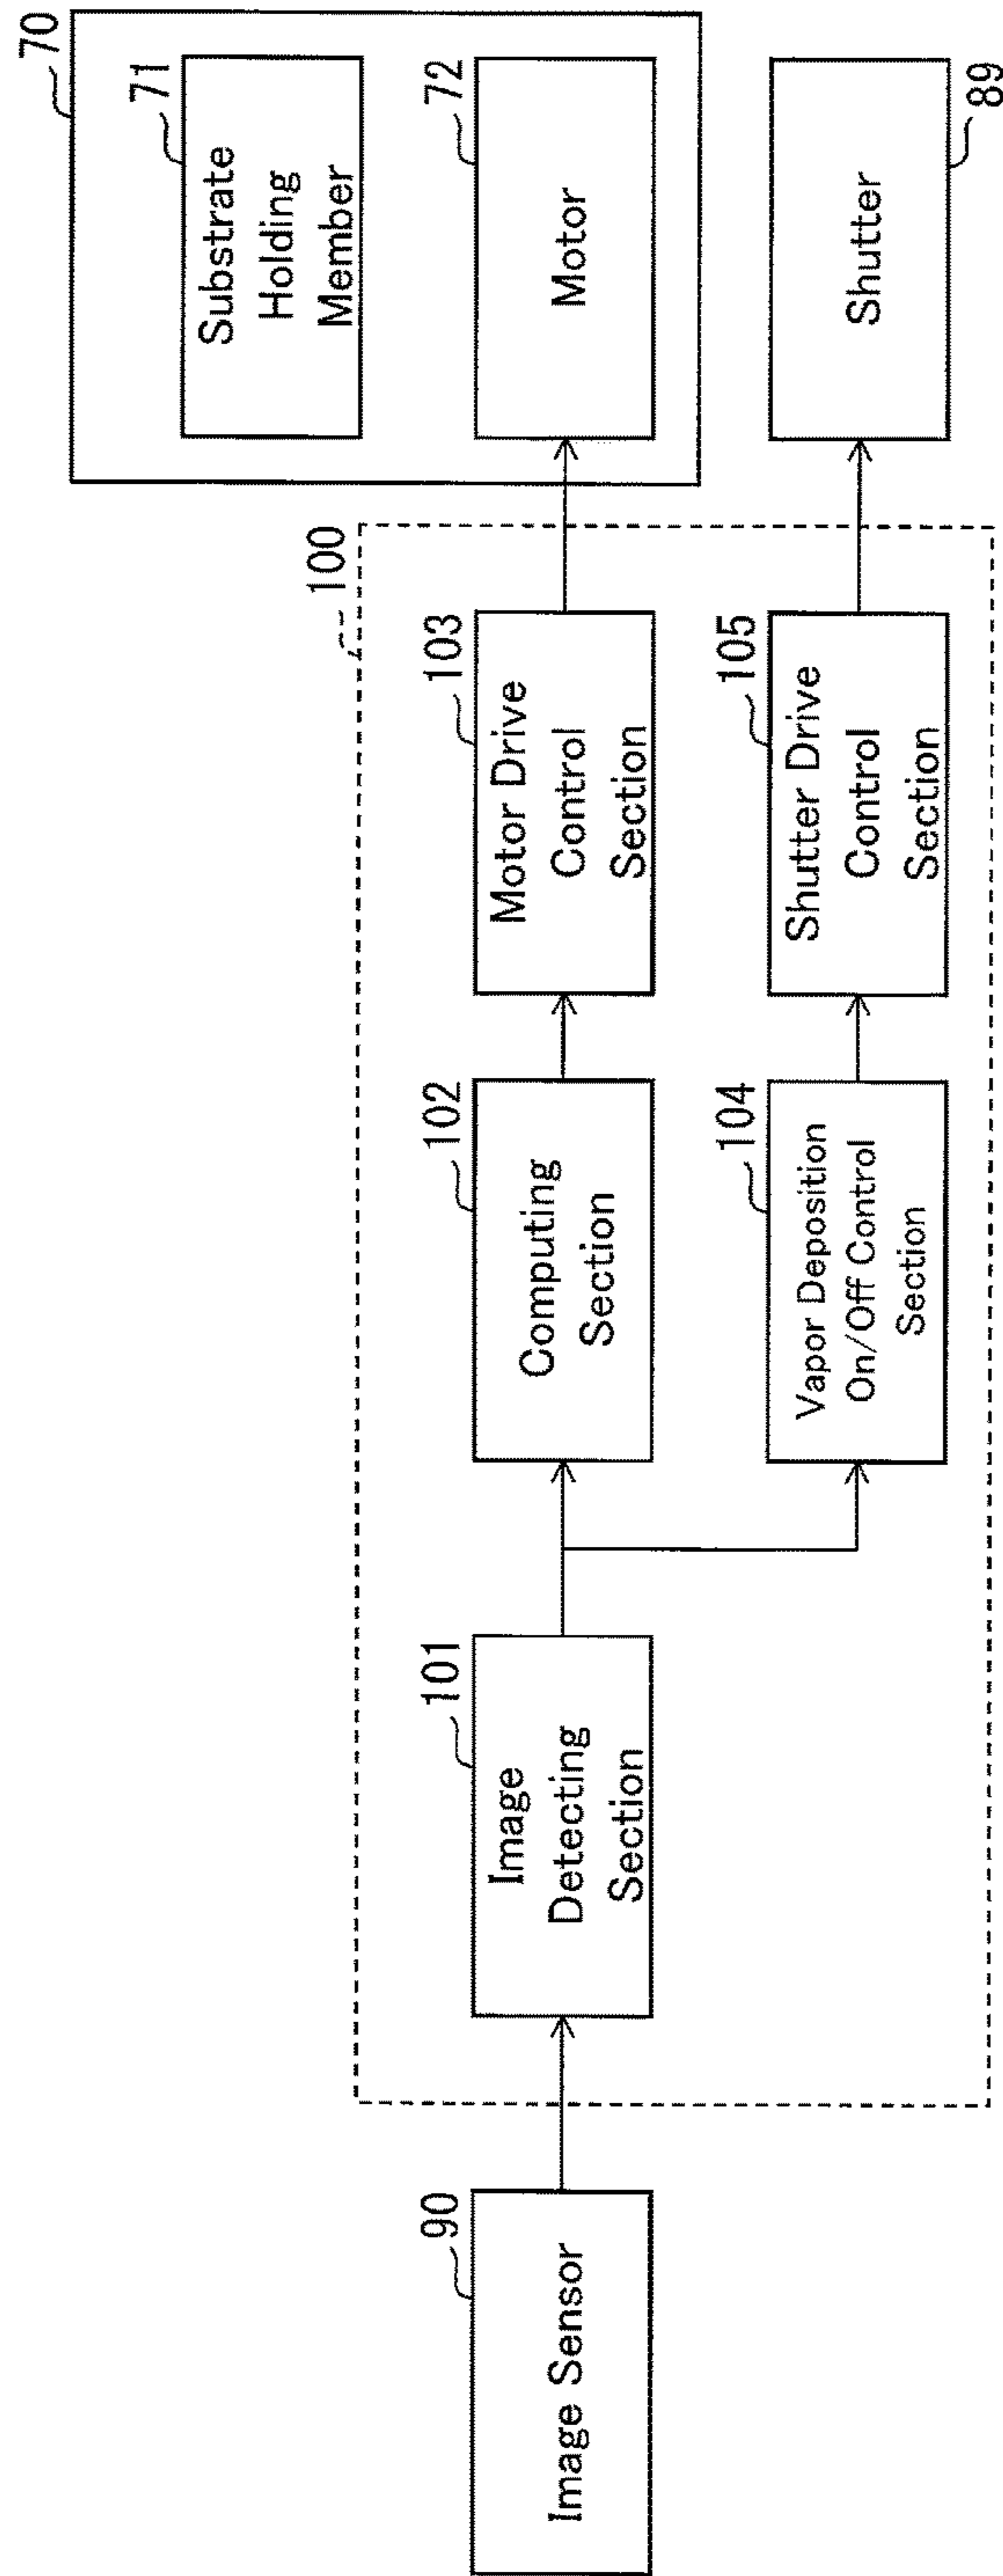 90
Image Sensor
100
101
Image
Detecting
Section
102
Computing
Section
103
Motor Drive
Control
Section
104
Vapor Deposition
On/Off Control
Section
105
Shutter Drive
Control
Section
70
71
Substrate
Holding
Member
72
Motor
Shutter
89